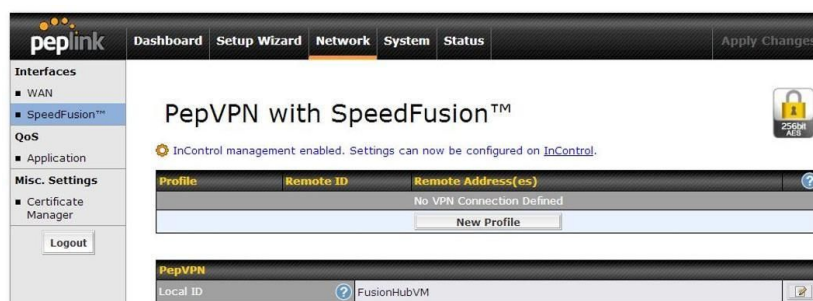 peplink
Dashboard Setup Wizard Network System Status Apply Changes
Interfaces
WAN
SpeedFusion™
QoS
Application
Misc. Settings
Certificate
Manager
Logout
PepVPN with SpeedFusion™
256bit
AES
InControl management enabled. Settings can now be configured on InControl.
Profile Remote ID Remote Address(es) ?
No VPN Connection Defined
New Profile
PepVPN
Local ID ? FusionHubVM